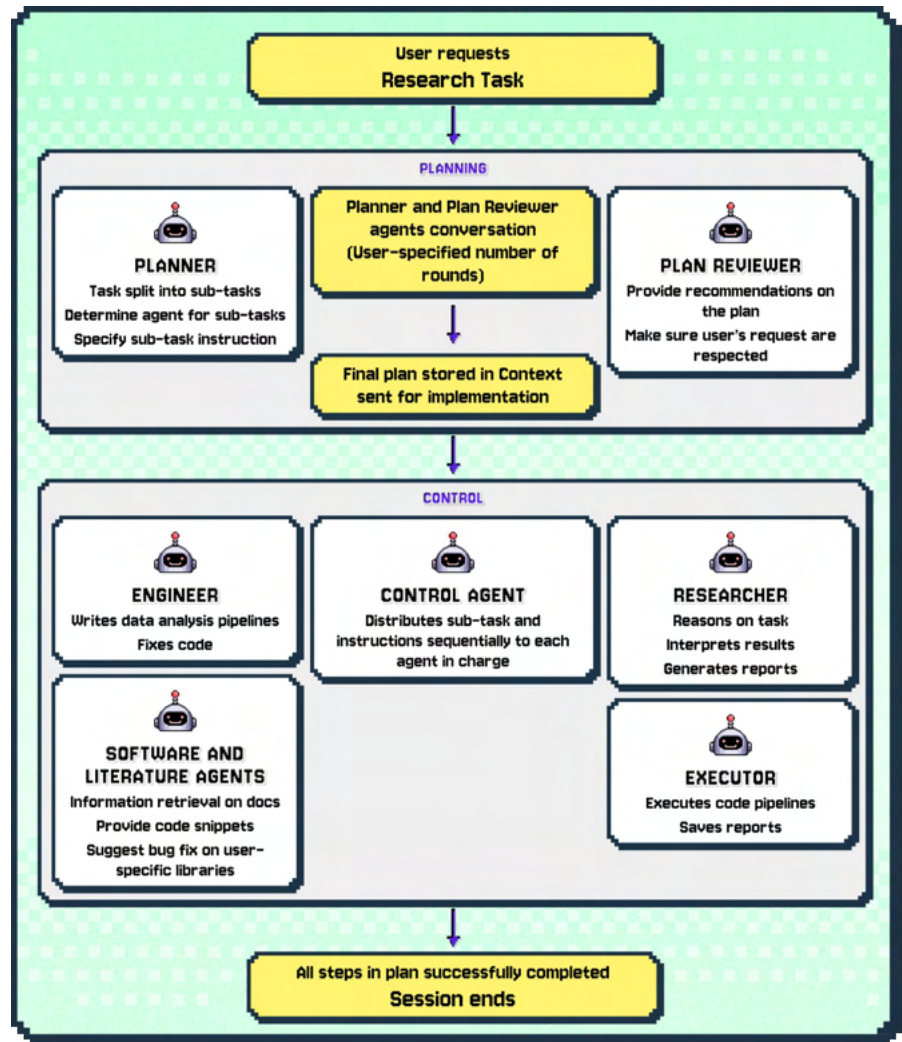 User requests
Research Task
PLANNING
PLANNER
Task split into sub-tasks
Determine agent for sub-tasks
Specify sub-task instruction
Planner and Plan Reviewer
agents conversation
(User-specified number of
rounds)
Final plan stored in Context
sent for implementation
PLAN REVIEWER
Provide recommendations on
the plan
Make sure user's request are
respected
CONTROL
ENGINEER
Writes data analysis pipelines
Fixes code
CONTROL AGENT
Distributes sub-task and
instructions sequentially to each
agent in charge
RESEARCHER
Reasons on task
Interprets results
Generates reports
SOFTWARE AND
LITERATURE AGENTS
Information retrieval on docs
Provide code snippets
Suggest bug fix on user-
specific libraries
EXECUTOR
Executes code pipelines
Saves reports
All steps in plan successfully completed
Session ends